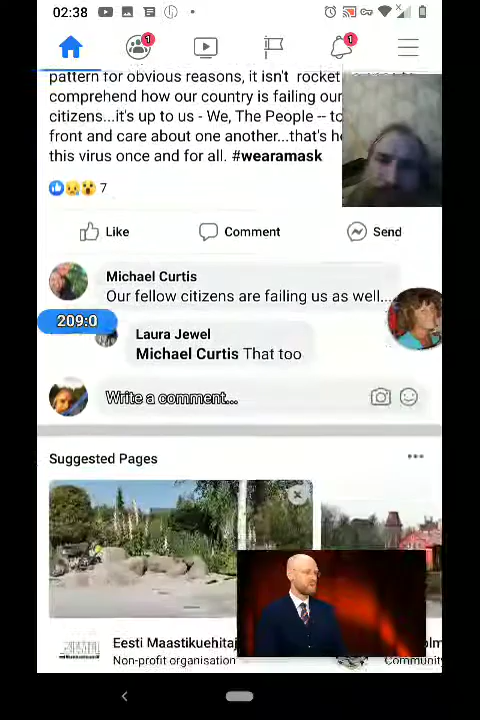 02:38
1
1
pattern for obvious reasons, it isn't rocket
comprehend how our country is failing our
citizens...it's up to us - We, The People --
front and care about one another...that's
this virus once and for all. #wearamask
7
Like
Comment
Send
Michael Curtis
Our fellow citizens are failing us as well....
209:0
Laura Jewel
Michael Curtis That too
Write a comment...
Suggested Pages
Eesti
Non-profit organisation